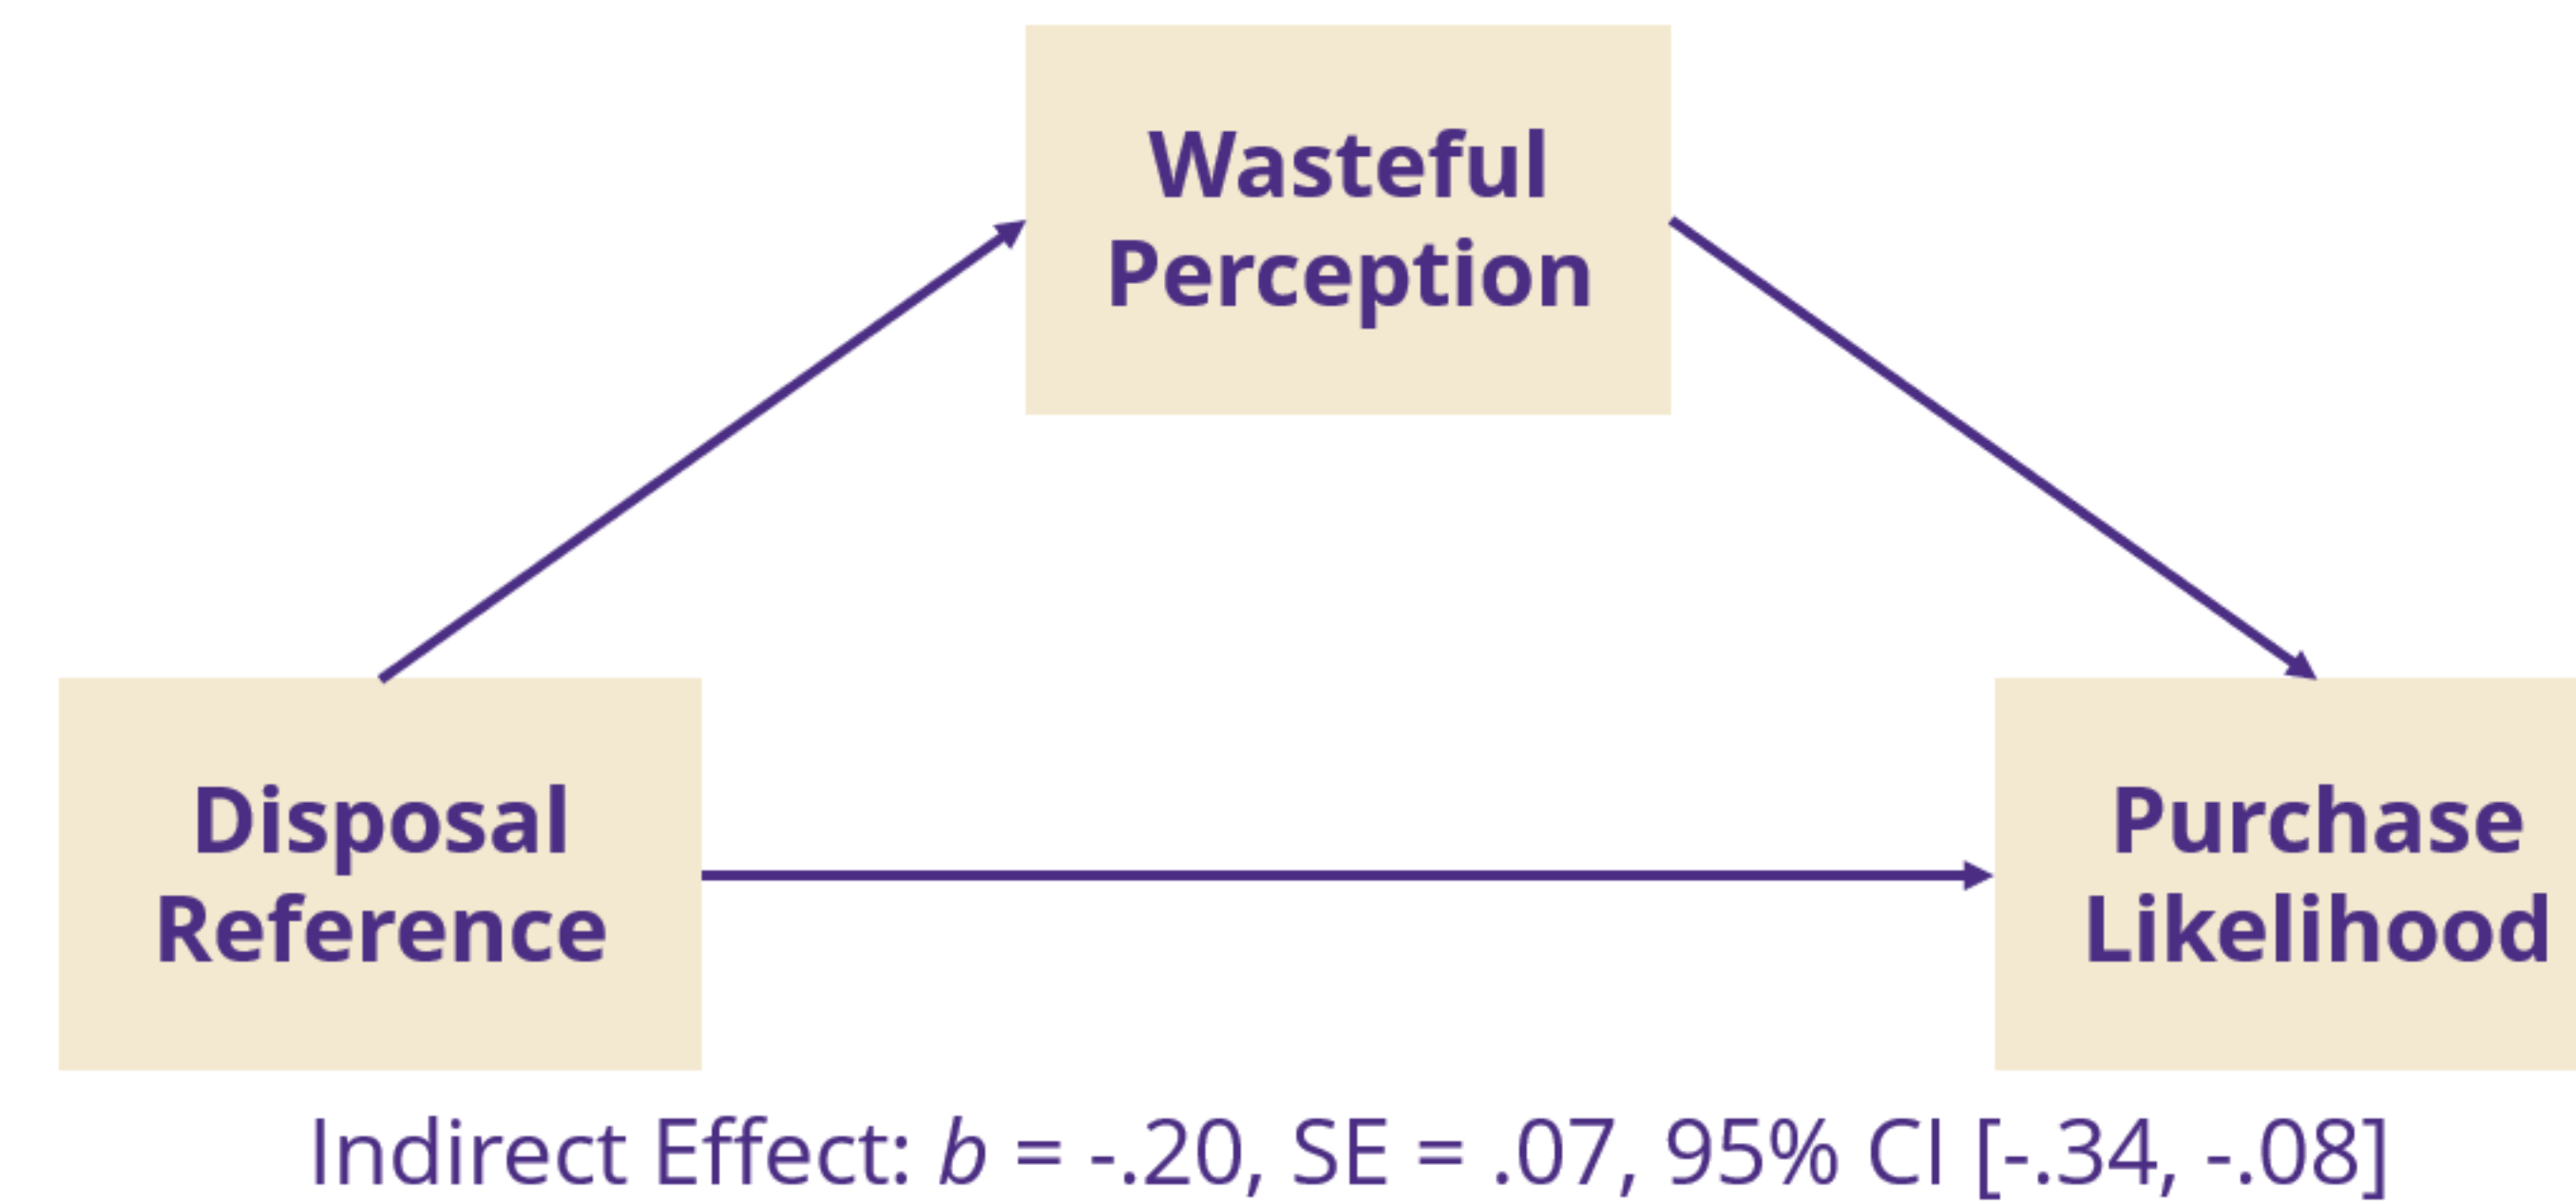 Wasteful
Perception
Disposal
Reference
Purchase
Likelihood
Indirect Effect: b = -.20, SE = .07, 95% CI [-.34, -.08]